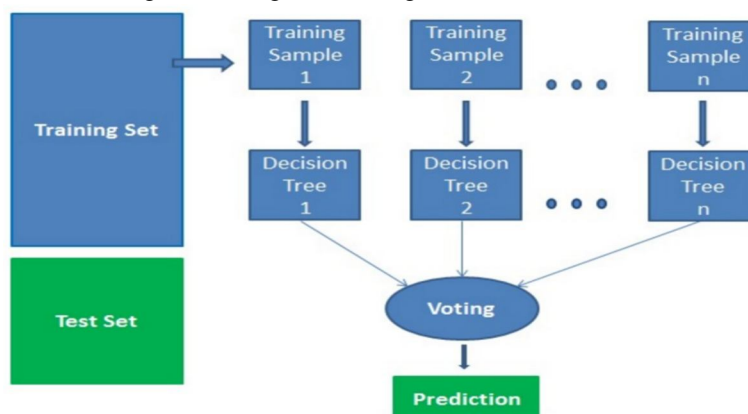 Training
Sample
1
Training
Sample
2
Training
Sample
n
Training Set
Decision
Tree
1
Decision
Tree
2
Decision
Tree
n
Test Set
Voting
Prediction